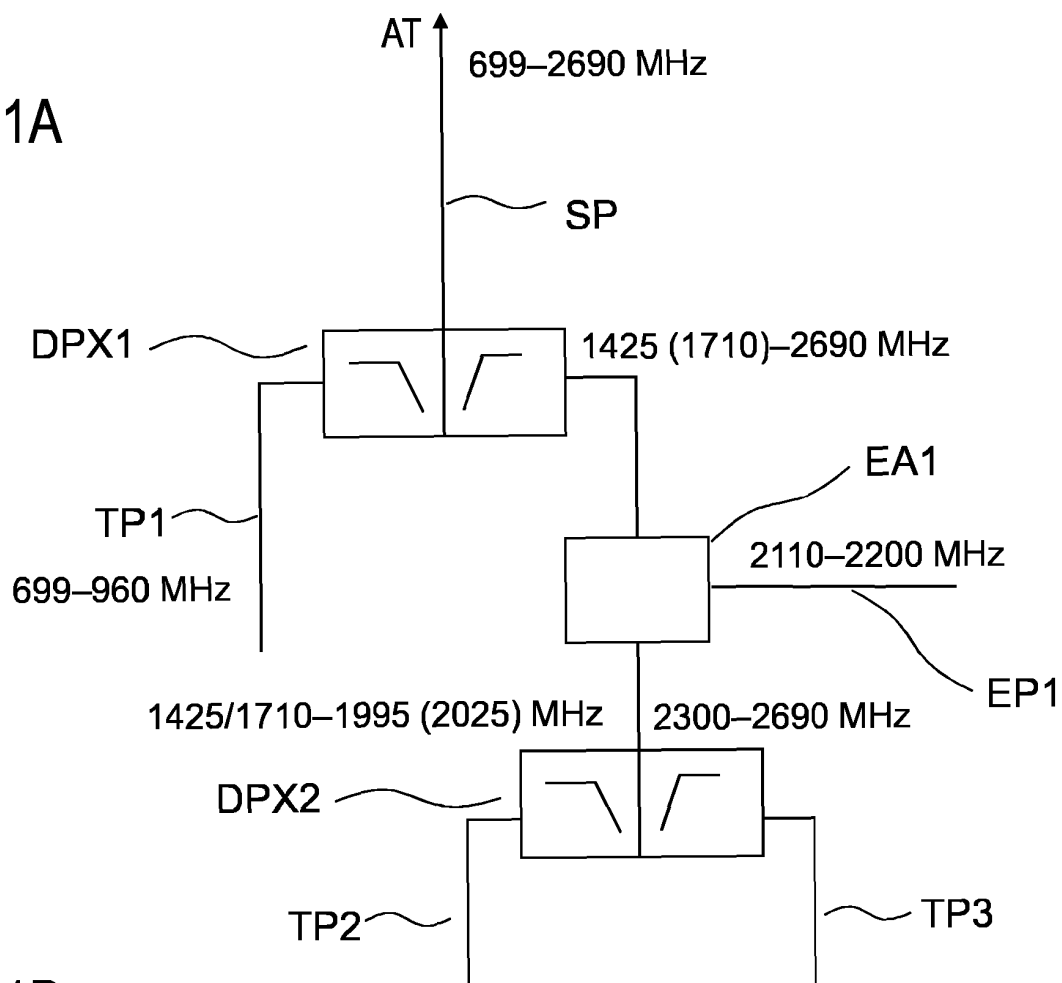 AT
699–2690 MHz
1A
SP
DPX1
1425 (1710)–2690 MHz
EA1
TP1
2110–2200 MHz
699–960 MHz
EP1
1425/1710–1995 (2025) MHz
2300–2690 MHz
DPX2
TP2
TP3